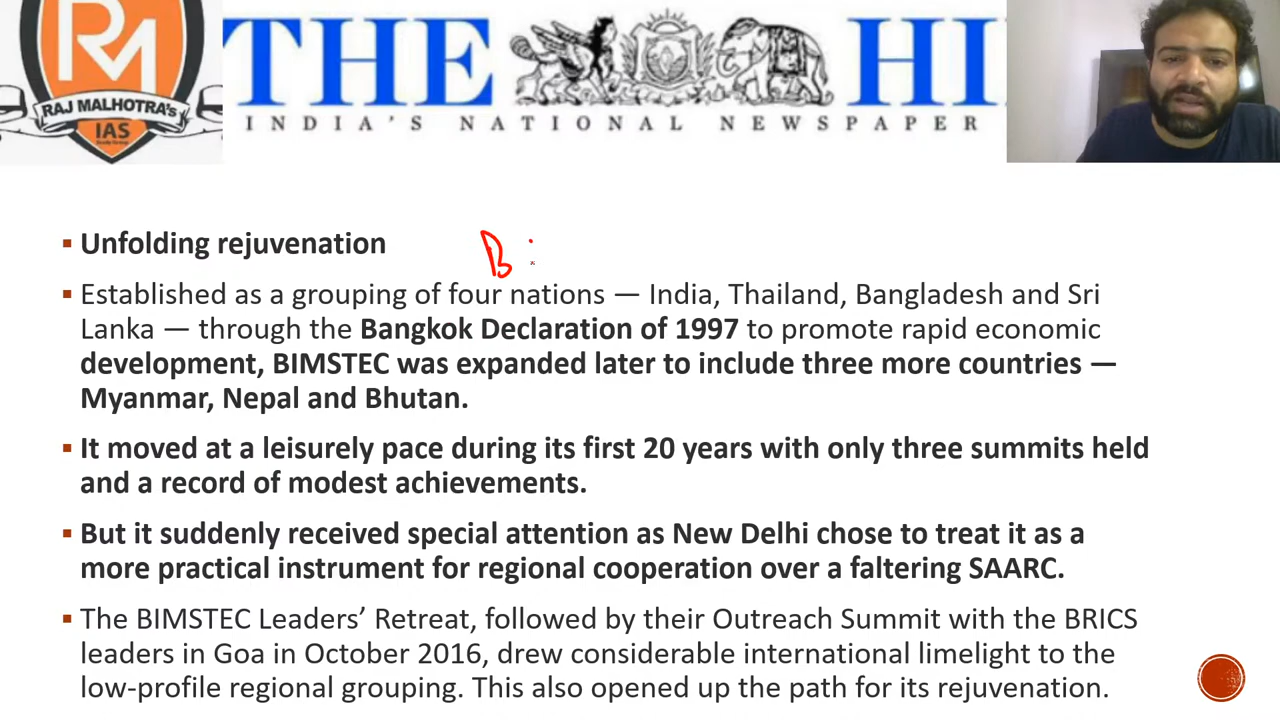 RM
RAJ MALHOTRA's
IAS
Study Group
THE HI
INDIA'S NATIONAL NEWSPAPER
▪ Unfolding rejuvenation B
▪ Established as a grouping of four nations — India, Thailand, Bangladesh and Sri
Lanka — through the Bangkok Declaration of 1997 to promote rapid economic
development, BIMSTEC was expanded later to include three more countries —
Myanmar, Nepal and Bhutan.
▪ It moved at a leisurely pace during its first 20 years with only three summits held
and a record of modest achievements.
▪ But it suddenly received special attention as New Delhi chose to treat it as a
more practical instrument for regional cooperation over a faltering SAARC.
▪ The BIMSTEC Leaders’ Retreat, followed by their Outreach Summit with the BRICS
leaders in Goa in October 2016, drew considerable international limelight to the
low-profile regional grouping. This also opened up the path for its rejuvenation.